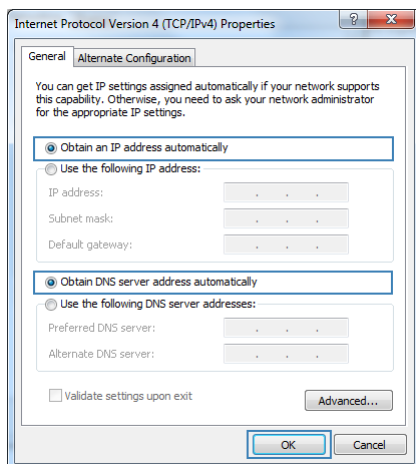 Internet Protocol Version 4 (TCP/IPv4) Properties
General
Alternate Configuration
You can get IP settings assigned automatically if your network supports
this capability. Otherwise, you need to ask your network administrator
for the appropriate IP settings.
Obtain an IP address automatically
Use the following IP address:
IP address:
Subnet mask:
Default gateway:
Obtain DNS server address automatically
Use the following DNS server addresses:
Preferred DNS server:
Alternate DNS server:
Validate settings upon exit
Advanced...
OK
Cancel